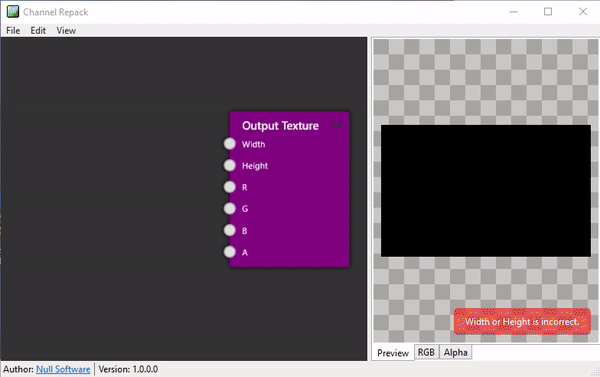 Channel Repack
File Edit View
Output Texture
Width
Height
R
G
B
A
Width or Height is incorrect.
Preview RGB Alpha
Author: Null Software Version: 1.0.0.0